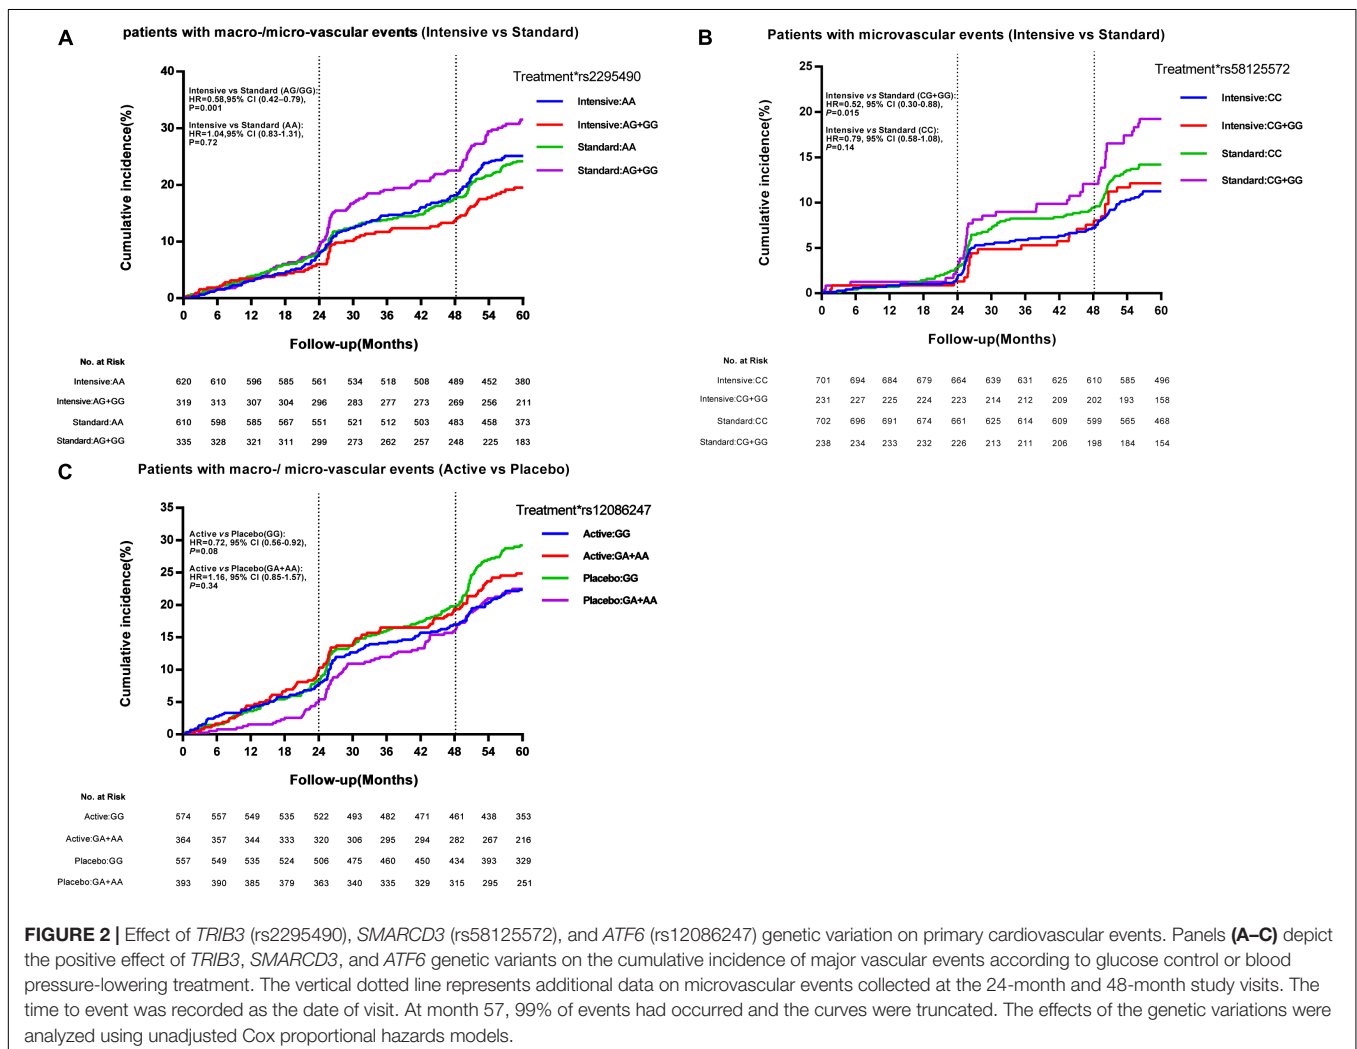 A
patients with macro-/micro-vascular events (Intensive vs Standard)
Cumulative incidence(%)
40
30
20
10
0
Intensive vs Standard (AG/GG):
HR=0.58,95% CI (0.42–0.79),
P=0.001
Intensive vs Standard (AA):
HR=1.04,95% CI (0.83-1.31),
P=0.72
Treatment*rs2295490
Intensive:AA
Intensive:AG+GG
Standard:AA
Standard:AG+GG
0 6 12 18 24 30 36 42 48 54 60
Follow-up(Months)
No. at Risk
Intensive:AA 620 610 596 585 561 534 518 508 489 452 380
Intensive:AG+GG 319 313 307 304 296 283 277 273 269 256 211
Standard:AA 610 598 585 567 551 521 512 503 483 458 373
Standard:AG+GG 335 328 321 311 299 273 262 257 248 225 183
B
Patients with microvascular events (Intensive vs Standard)
Cumulative incidence(%)
25
20
15
10
5
0
Intensive vs Standard (CG+GG):
HR=0.52, 95% CI (0.30-0.88),
P=0.015
Intensive vs Standard (CC):
HR=0.79, 95% CI (0.58-1.08),
P=0.14
Treatment*rs58125572
Intensive:CC
Intensive:CG+GG
Standard:CC
Standard:CG+GG
0 6 12 18 24 30 36 42 48 54 60
Follow-up(Months)
No. at Risk
Intensive:CC 701 694 684 679 664 639 631 625 610 585 496
Intensive:CG+GG 231 227 225 224 223 214 212 209 202 193 158
Standard:CC 702 696 691 674 661 625 614 609 599 565 468
Standard:CG+GG 238 234 233 232 226 213 211 206 198 184 154
C
Patients with macro-/ micro-vascular events (Active vs Placebo)
Cumulative incidence(%)
35
30
25
20
15
10
5
0
Active vs Placebo(GG):
HR=0.72, 95% CI (0.56-0.92),
P=0.08
Active vs Placebo(GA+AA):
HR=1.16, 95% CI (0.85-1.57),
P=0.34
Treatment*rs12086247
Active:GG
Active:GA+AA
Placebo:GG
Placebo:GA+AA
0 6 12 18 24 30 36 42 48 54 60
Follow-up(Months)
No. at Risk
Active:GG 574 557 549 535 522 493 482 471 461 438 353
Active:GA+AA 364 357 344 333 320 306 295 294 282 267 216
Placebo:GG 557 549 535 524 506 475 460 450 434 393 329
Placebo:GA+AA 393 390 385 379 363 340 335 329 315 295 251
FIGURE 2 | Effect of TRIB3 (rs2295490), SMARCD3 (rs58125572), and ATF6 (rs12086247) genetic variation on primary cardiovascular events. Panels (A–C) depict
the positive effect of TRIB3, SMARCD3, and ATF6 genetic variants on the cumulative incidence of major vascular events according to glucose control or blood
pressure-lowering treatment. The vertical dotted line represents additional data on microvascular events collected at the 24-month and 48-month study visits. The
time to event was recorded as the date of visit. At month 57, 99% of events had occurred and the curves were truncated. The effects of the genetic variations were
analyzed using unadjusted Cox proportional hazards models.